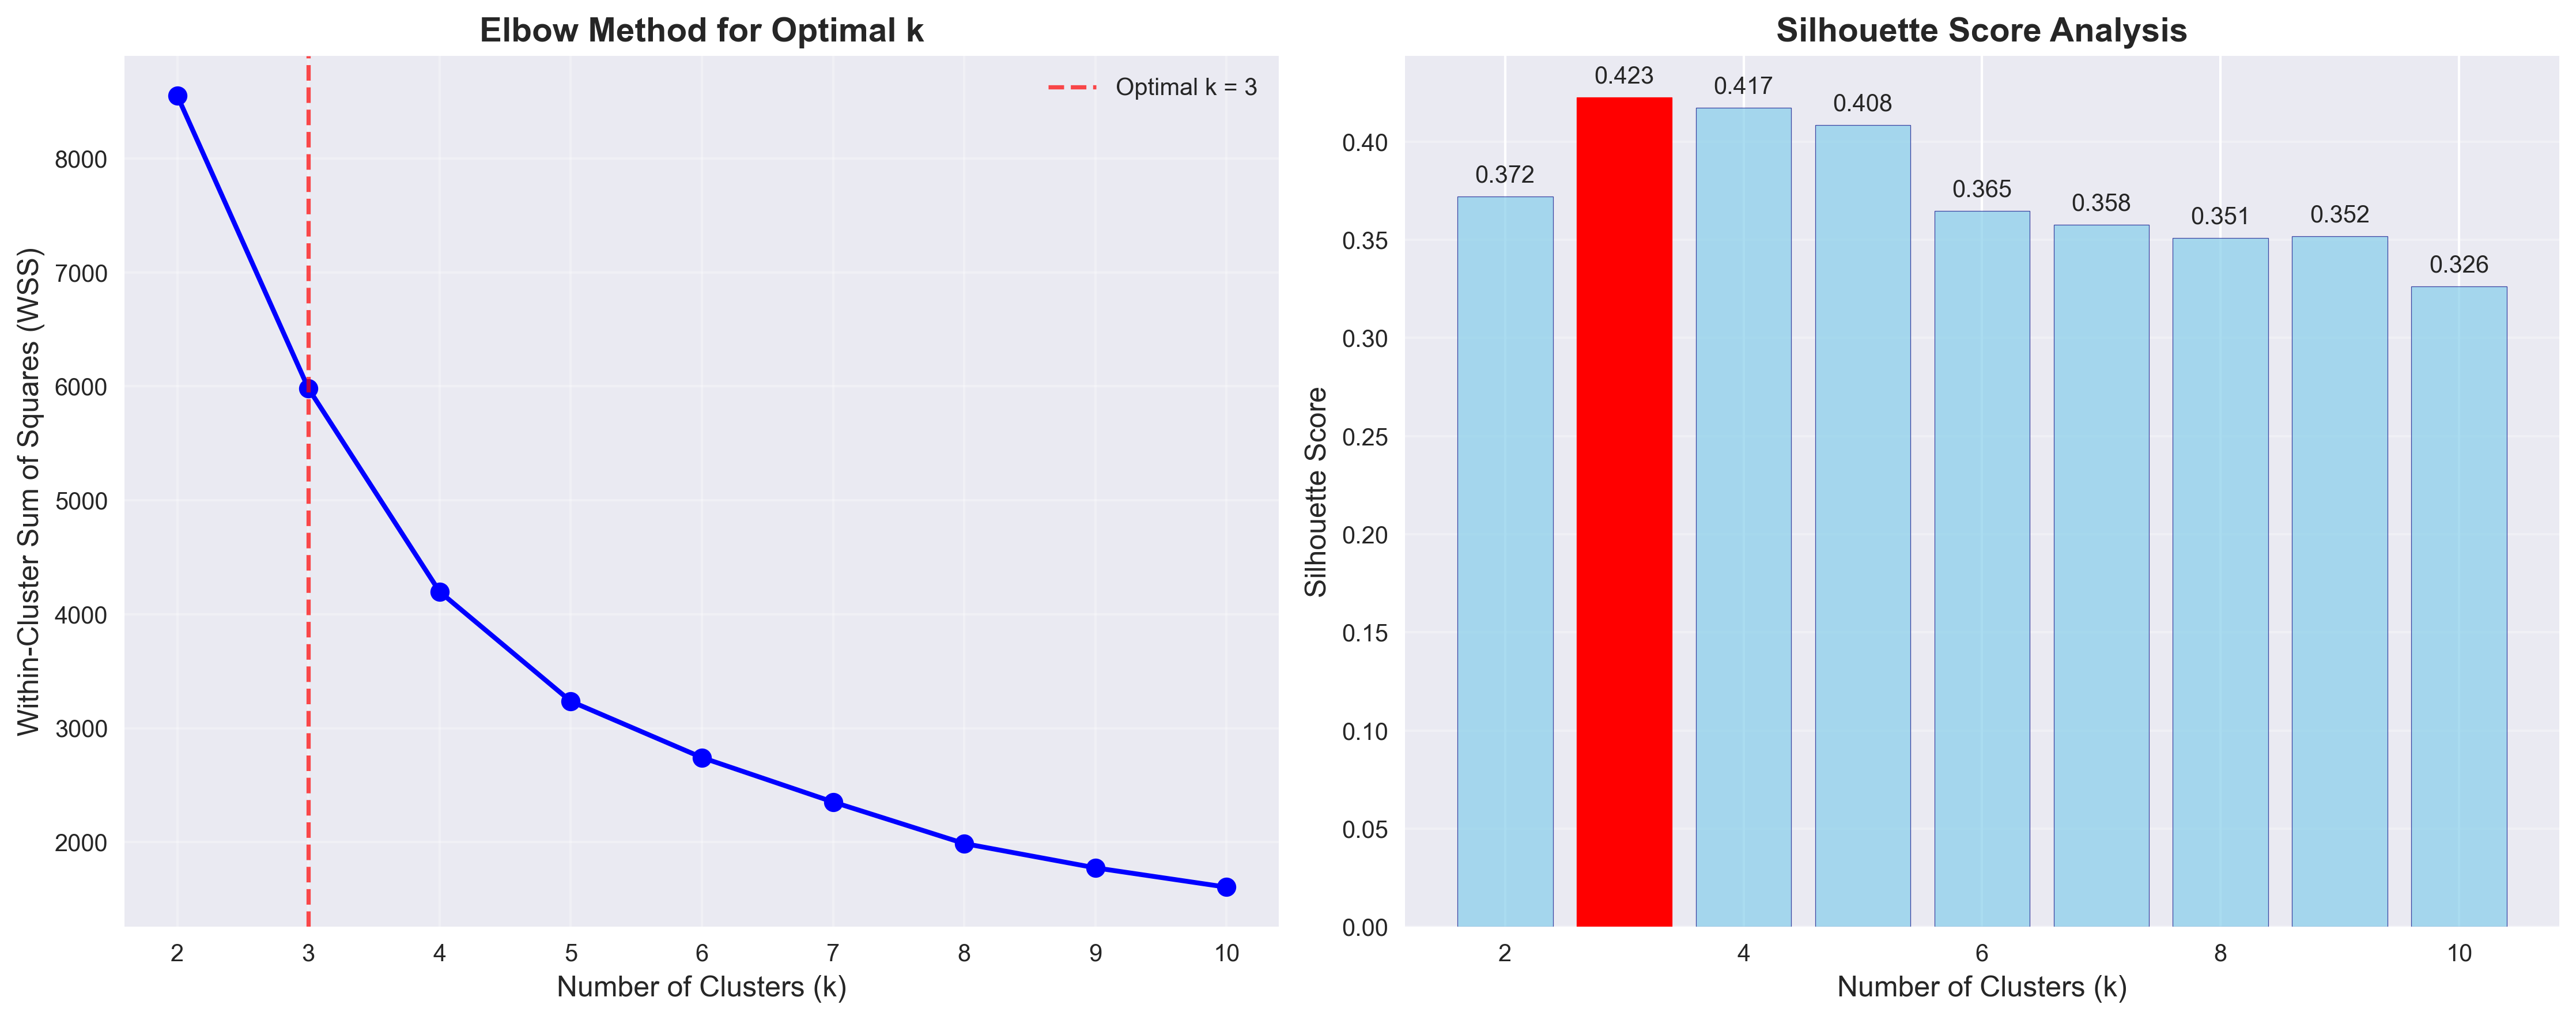 Elbow Method for Optimal k
Optimal k = 3
Within-Cluster Sum of Squares (WSS)
8000
7000
6000
5000
4000
3000
2000
2 3 4 5 6 7 8 9 10
Number of Clusters (k)
Silhouette Score Analysis
0.372
0.423
0.417
0.408
0.365
0.358
0.351
0.352
0.326
Silhouette Score
0.40
0.35
0.30
0.25
0.20
0.15
0.10
0.05
0.00
2 4 6 8 10
Number of Clusters (k)